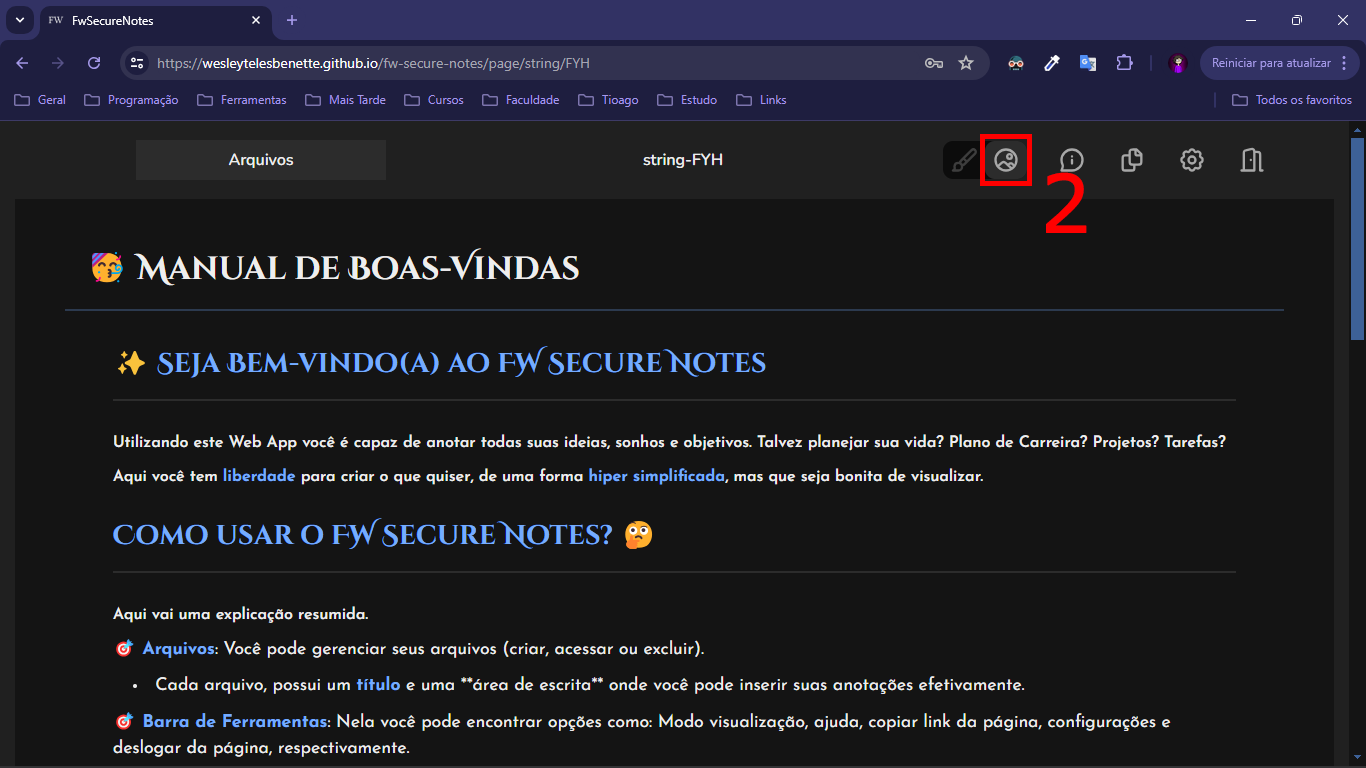 FW FwSecureNotes
https://wesleytelesbenette.github.io/fw-secure-notes/page/string/FYH
Reiniciar para atualizar
Geral Programação Ferramentas Mais Tarde Cursos Faculdade Tioago Estudo Links Todos os favoritos
Arquivos string-FYH
2
Manual de Boas-Vindas
Seja Bem-vindo(a) ao FW Secure Notes
Utilizando este Web App você é capaz de anotar todas suas ideias, sonhos e objetivos. Talvez planejar sua vida? Plano de Carreira? Projetos? Tarefas?
Aqui você tem liberdade para criar o que quiser, de uma forma hiper simplificada, mas que seja bonita de visualizar.
Como usar o FW Secure Notes? 🤔
Aqui vai uma explicação resumida.
🎯 Arquivos: Você pode gerenciar seus arquivos (criar, acessar ou excluir).
• Cada arquivo, possui um título e uma **área de escrita** onde você pode inserir suas anotações efetivamente.
🎯 Barra de Ferramentas: Nela você pode encontrar opções como: Modo visualização, ajuda, copiar link da página, configurações e
deslogar da página, respectivamente.